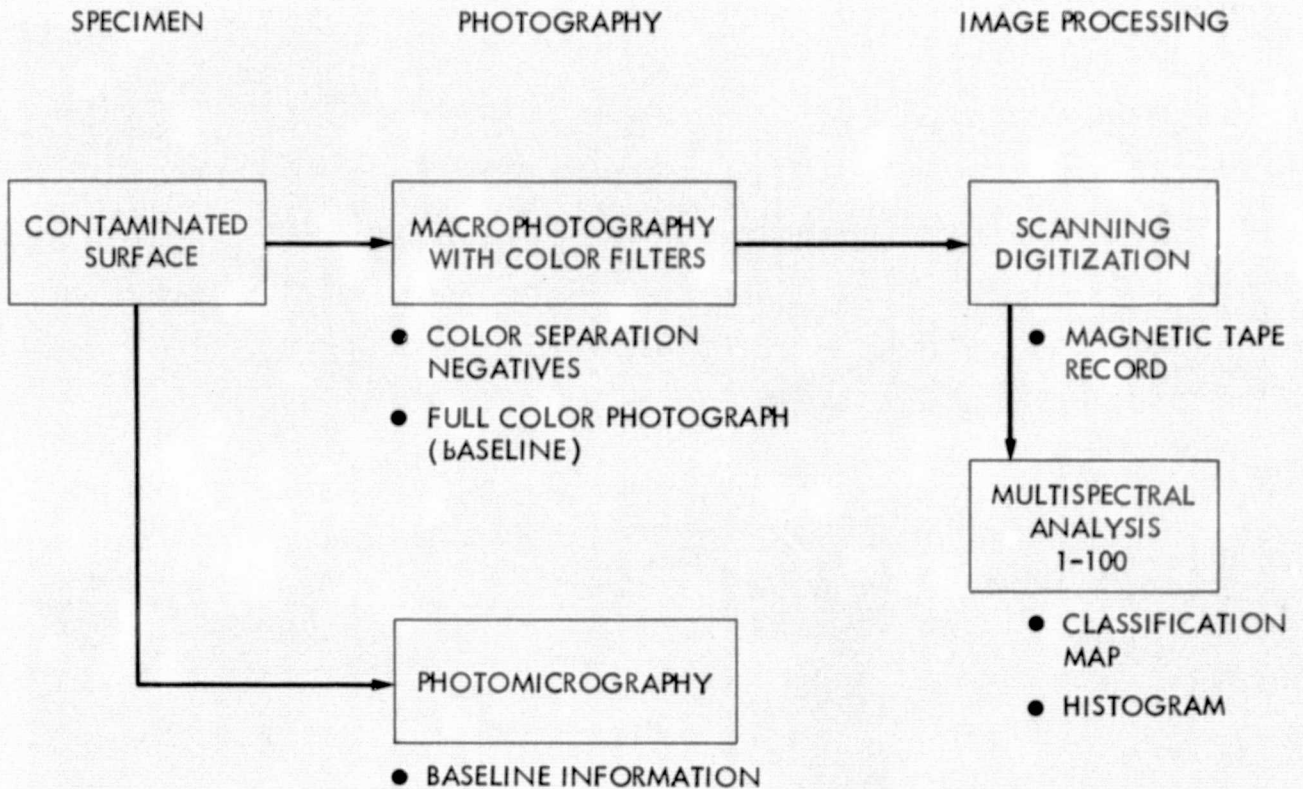 SPECIMEN
PHOTOGRAPHY
IMAGE PROCESSING
CONTAMINATED
SURFACE
MACROPHOTOGRAPHY
WITH COLOR FILTERS
SCANNING
DIGITIZATION
● COLOR SEPARATION
NEGATIVES
● FULL COLOR PHOTOGRAPH
(bASELINE)
● MAGNETIC TAPE
RECORD
MULTISPECTRAL
ANALYSIS
1-100
● CLASSIFICATION
MAP
● HISTOGRAM
PHOTOMICROGRAPHY
● BASELINE INFORMATION